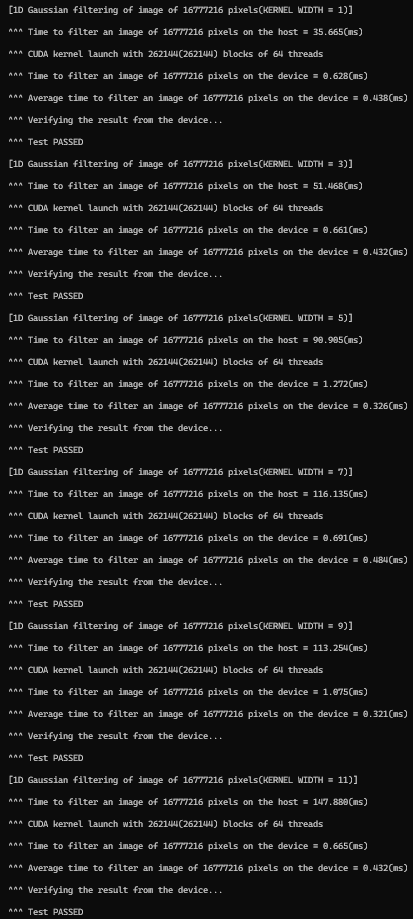 [1D Gaussian filtering of image of 16777216 pixels(KERNEL WIDTH = 1)]
^^^ Time to filter an image of 16777216 pixels on the host = 35.665(ms)
^^^ CUDA kernel launch with 262144(262144) blocks of 64 threads
^^^ Time to filter an image of 16777216 pixels on the device = 0.628(ms)
^^^ Average time to filter an image of 16777216 pixels on the device = 0.438(ms)
^^^ Verifying the result from the device...
^^^ Test PASSED
[1D Gaussian filtering of image of 16777216 pixels(KERNEL WIDTH = 3)]
^^^ Time to filter an image of 16777216 pixels on the host = 51.468(ms)
^^^ CUDA kernel launch with 262144(262144) blocks of 64 threads
^^^ Time to filter an image of 16777216 pixels on the device = 0.661(ms)
^^^ Average time to filter an image of 16777216 pixels on the device = 0.432(ms)
^^^ Verifying the result from the device...
^^^ Test PASSED
[1D Gaussian filtering of image of 16777216 pixels(KERNEL WIDTH = 5)]
^^^ Time to filter an image of 16777216 pixels on the host = 90.905(ms)
^^^ CUDA kernel launch with 262144(262144) blocks of 64 threads
^^^ Time to filter an image of 16777216 pixels on the device = 1.272(ms)
^^^ Average time to filter an image of 16777216 pixels on the device = 0.326(ms)
^^^ Verifying the result from the device...
^^^ Test PASSED
[1D Gaussian filtering of image of 16777216 pixels(KERNEL WIDTH = 7)]
^^^ Time to filter an image of 16777216 pixels on the host = 116.135(ms)
^^^ CUDA kernel launch with 262144(262144) blocks of 64 threads
^^^ Time to filter an image of 16777216 pixels on the device = 0.691(ms)
^^^ Average time to filter an image of 16777216 pixels on the device = 0.484(ms)
^^^ Verifying the result from the device...
^^^ Test PASSED
[1D Gaussian filtering of image of 16777216 pixels(KERNEL WIDTH = 9)]
^^^ Time to filter an image of 16777216 pixels on the host = 113.254(ms)
^^^ CUDA kernel launch with 262144(262144) blocks of 64 threads
^^^ Time to filter an image of 16777216 pixels on the device = 1.075(ms)
^^^ Average time to filter an image of 16777216 pixels on the device = 0.321(ms)
^^^ Verifying the result from the device...
^^^ Test PASSED
[1D Gaussian filtering of image of 16777216 pixels(KERNEL WIDTH = 11)]
^^^ Time to filter an image of 16777216 pixels on the host = 147.880(ms)
^^^ CUDA kernel launch with 262144(262144) blocks of 64 threads
^^^ Time to filter an image of 16777216 pixels on the device = 0.665(ms)
^^^ Average time to filter an image of 16777216 pixels on the device = 0.432(ms)
^^^ Verifying the result from the device...
^^^ Test PASSED